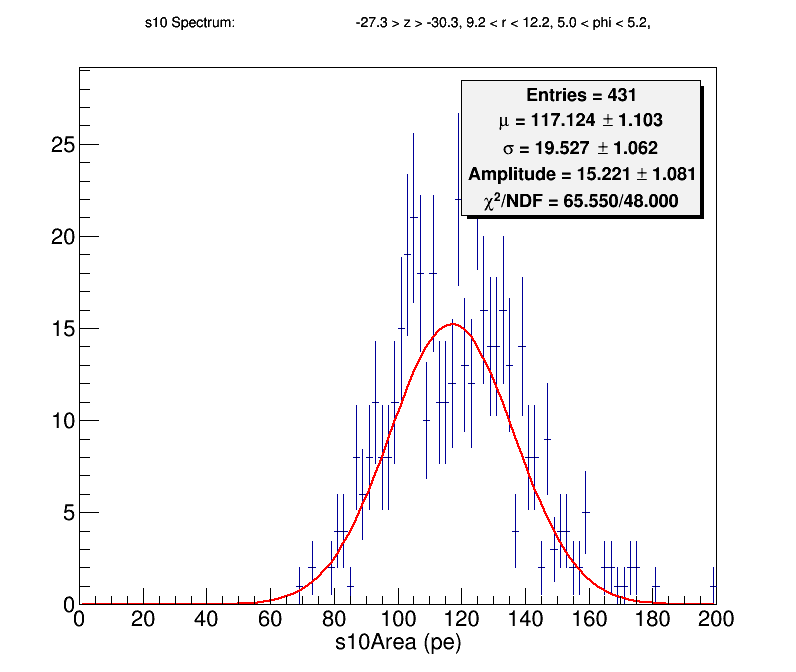 s10 Spectrum: -27.3 > z > -30.3, 9.2 < r < 12.2, 5.0 < phi < 5.2,
Entries = 431
μ = 117.124 ± 1.103
σ = 19.527 ± 1.062
Amplitude = 15.221 ± 1.081
χ²/NDF = 65.550/48.000
25
20
15
10
5
0
0 20 40 60 80 100 120 140 160 180 200
s10Area (pe)